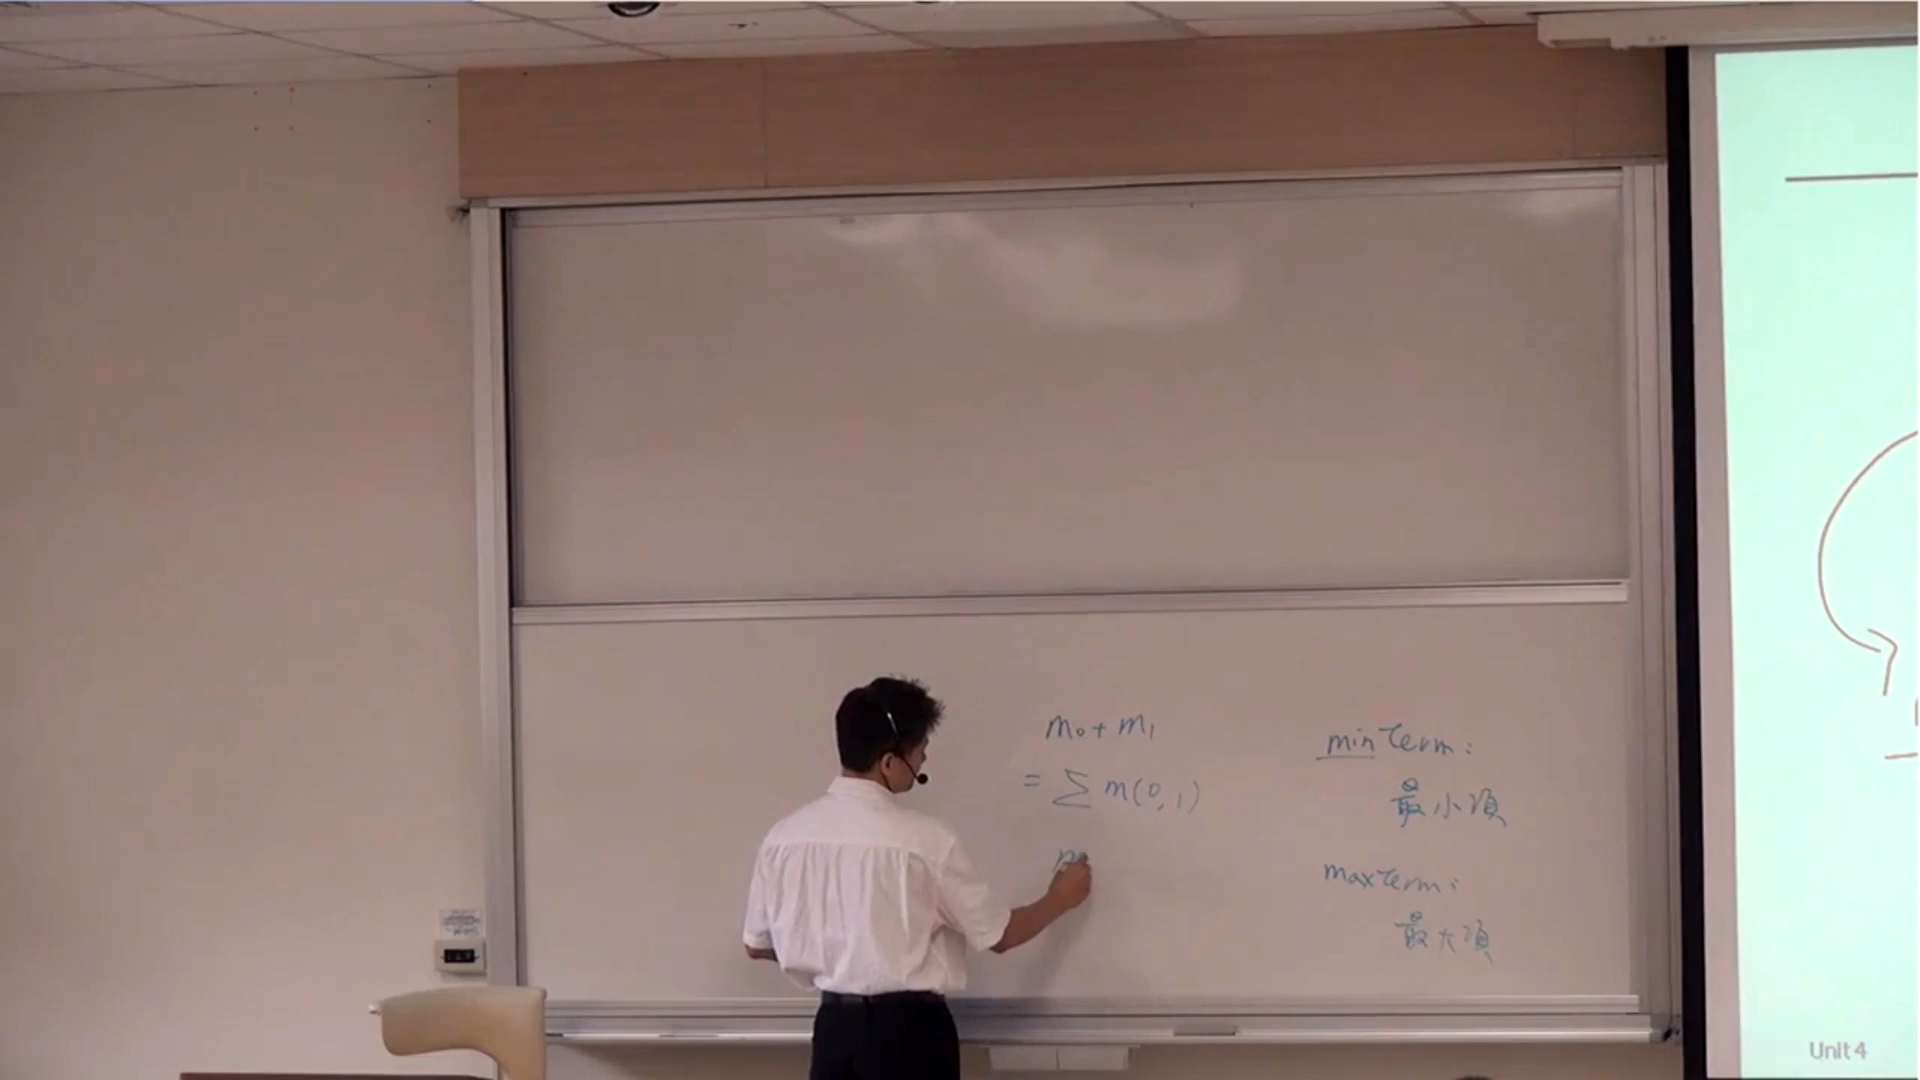 m₀ + m₁
= ∑ m(0, 1)
m
minterm:
最小項
maxterm:
最大項
Unit 4